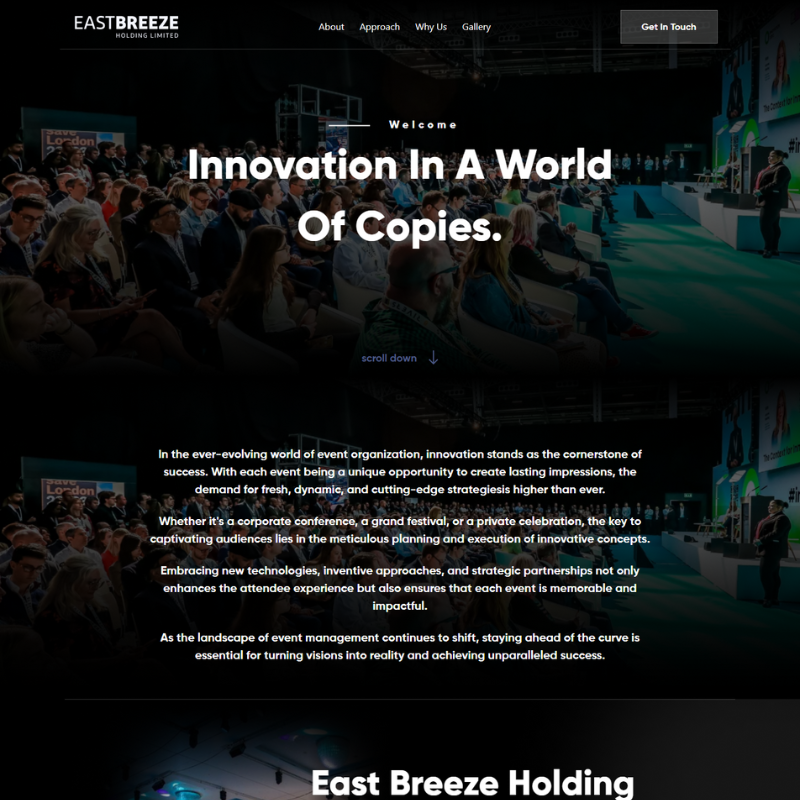 EASTBREEZE
HOLDING LIMITED
About Approach Why Us Gallery
Get In Touch
Welcome
Innovation In A World
Of Copies.
Save
London
scroll down
In the ever-evolving world of event organization, innovation stands as the cornerstone of
success. With each event being a unique opportunity to create lasting impressions, the
demand for fresh, dynamic, and cutting-edge strategiesis higher than ever.
Whether it's a corporate conference, a grand festival, or a private celebration, the key to
captivating audiences lies in the meticulous planning and execution of innovative concepts.
Embracing new technologies, inventive approaches, and strategic partnerships not only
enhances the attendee experience but also ensures that each event is memorable and
impactful.
As the landscape of event management continues to shift, staying ahead of the curve is
essential for turning visions into reality and achieving unparalleled success.
East Breeze Holding